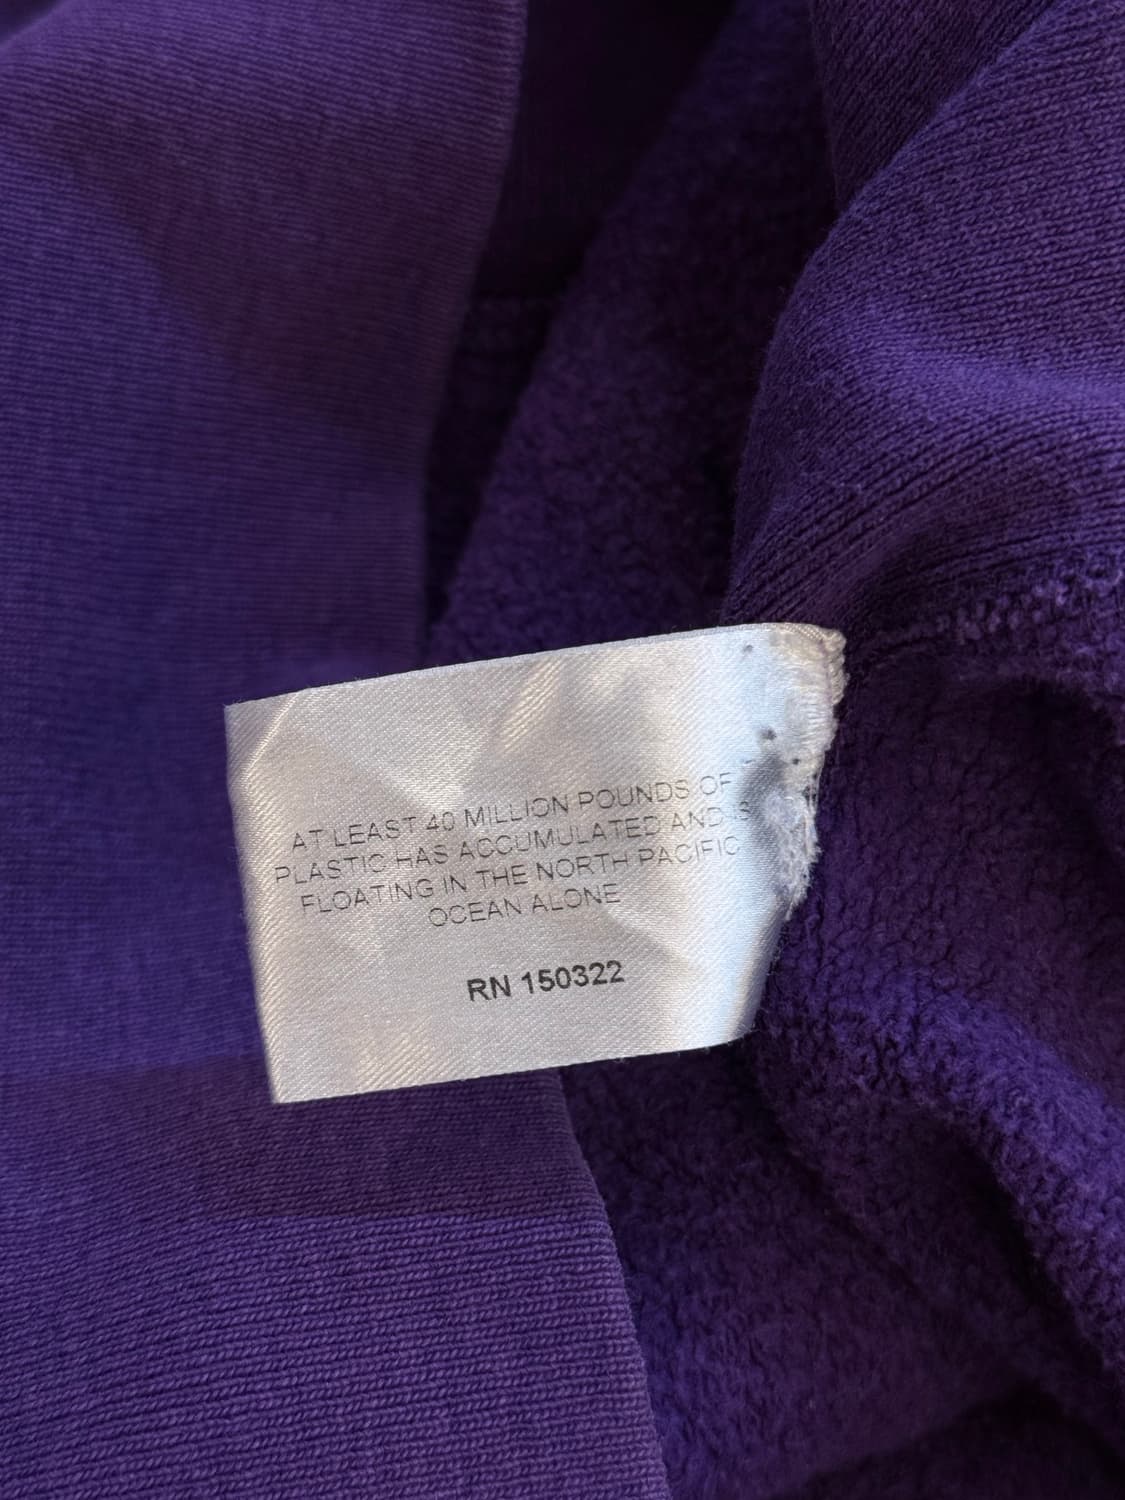 AT LEAST 40 MILLION POUNDS OF
PLASTIC HAS ACCUMULATED AND IS
FLOATING IN THE NORTH PACIFIC
OCEAN ALONE
RN 150322